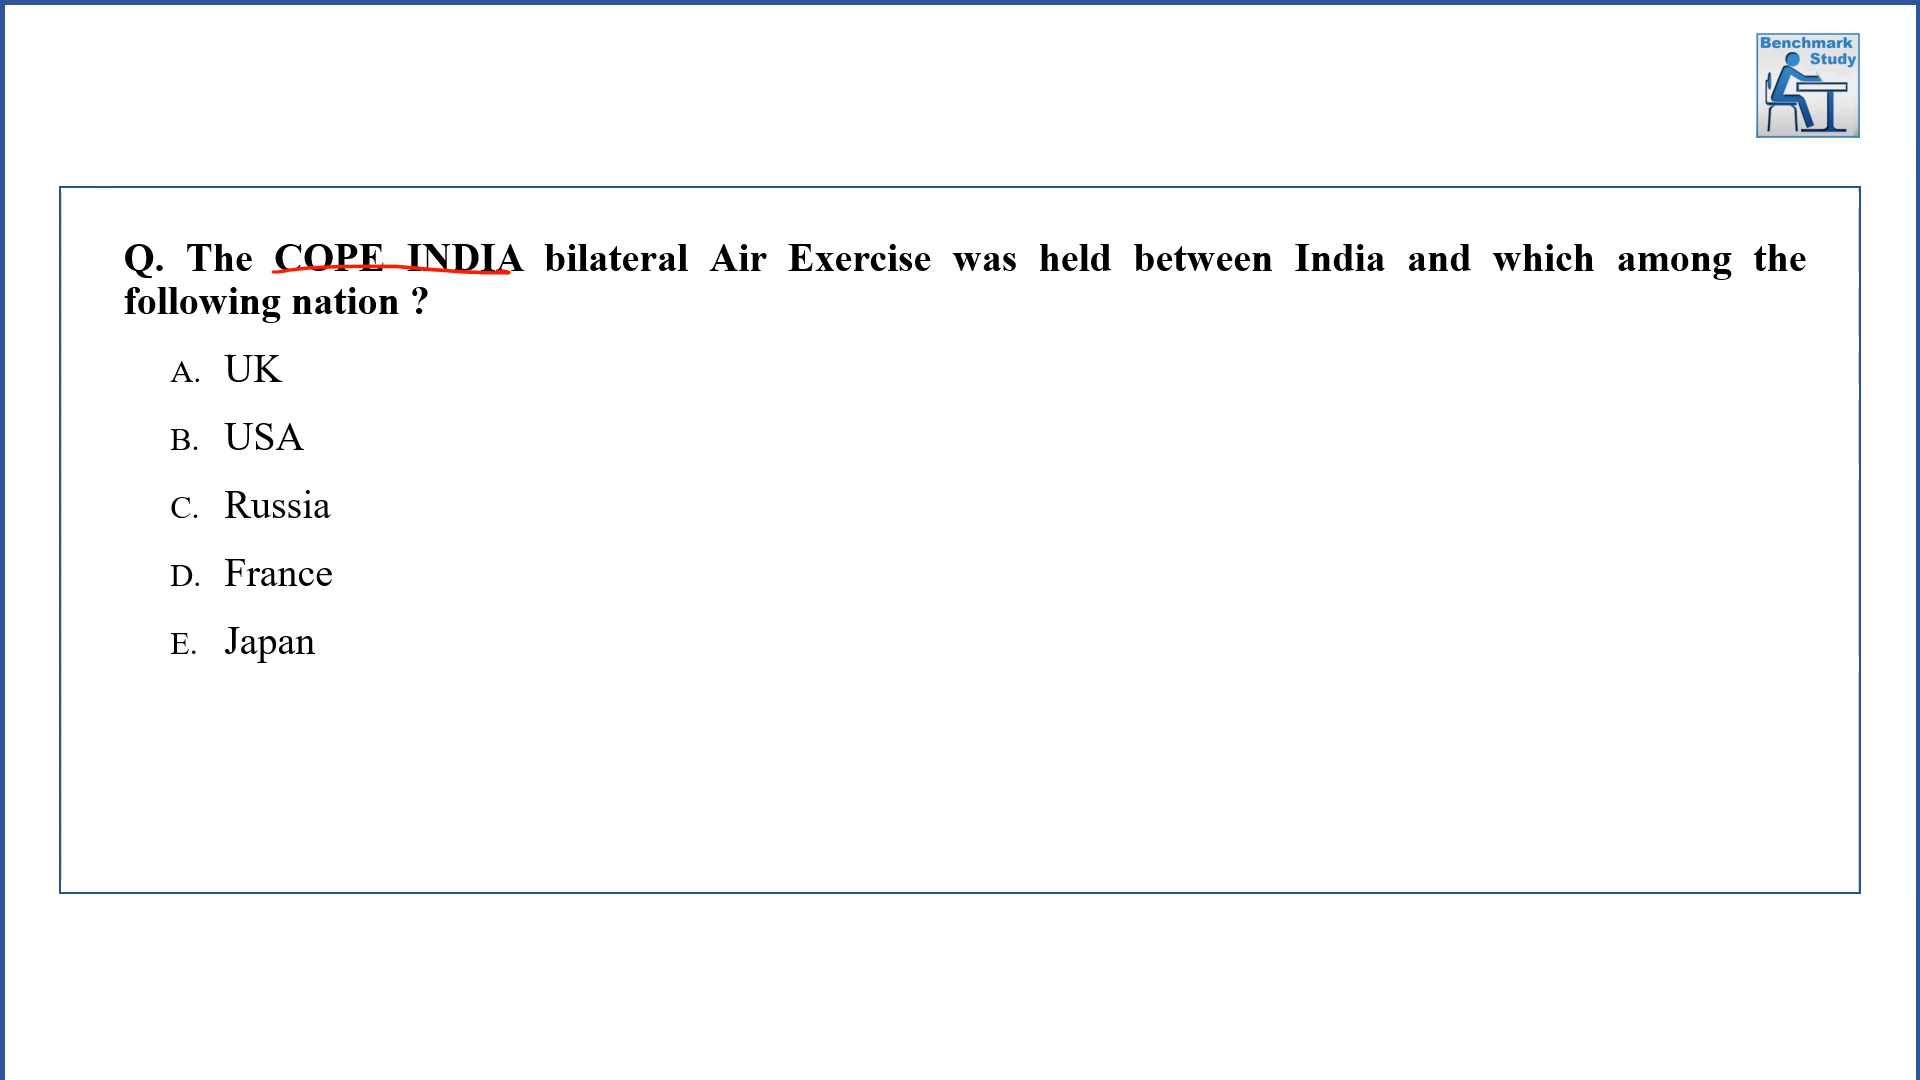 Benchmark
Study
Q. The COPE INDIA bilateral Air Exercise was held between India and which among the
following nation ?
A. UK
B. USA
C. Russia
D. France
E. Japan